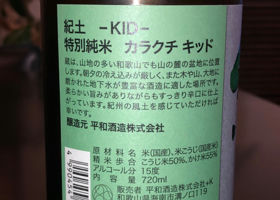 紀土 -KID-
特別純米 カラクチ キッド
蔵は、山地の多い和歌山でも山の麓の盆地に位置
します。朝夕の冷え込みが厳しく、また木や山、大地に
磨かれた地下水が豊富な酒造に適した場所です。
柔らかい旨みがありながらもすっきり辛口に仕上
がっています。紀州の風土を感じていただければ
幸いです。
醸造元 平和酒造株式会社
原材料名 米(国産)、米こうじ(国産米)
精米歩合 こうじ米50%、かけ米55%
アルコール分 15度
内容量 720ml
販売者 平和酒造株式会社+K
和歌山県海南市溝ノ口119
4 990454